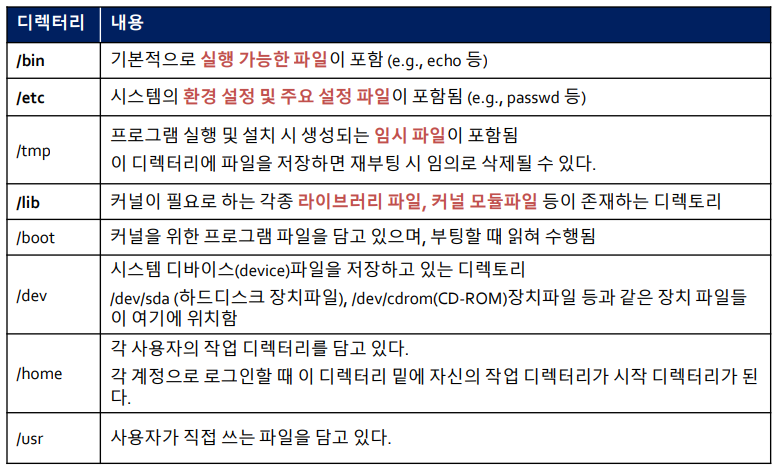 디렉터리 내용
/bin 기본적으로 실행 가능한 파일이 포함 (e.g., echo 등)
/etc 시스템의 환경 설정 및 주요 설정 파일이 포함됨 (e.g., passwd 등)
/tmp 프로그램 실행 및 설치 시 생성되는 임시 파일이 포함됨
이 디렉터리에 파일을 저장하면 재부팅 시 임의로 삭제될 수 있다.
/lib 커널이 필요로 하는 각종 라이브러리 파일, 커널 모듈파일 등이 존재하는 디렉토리
/boot 커널을 위한 프로그램 파일을 담고 있으며, 부팅할 때 읽혀 수행됨
/dev 시스템 디바이스(device)파일을 저장하고 있는 디렉토리
/dev/sda (하드디스크 장치파일), /dev/cdrom(CD-ROM)장치파일 등과 같은 장치 파일들
이 여기에 위치함
/home 각 사용자의 작업 디렉터리를 담고 있다.
각 계정으로 로그인할 때 이 디렉터리 밑에 자신의 작업 디렉터리가 시작 디렉터리가 된
다.
/usr 사용자가 직접 쓰는 파일을 담고 있다.